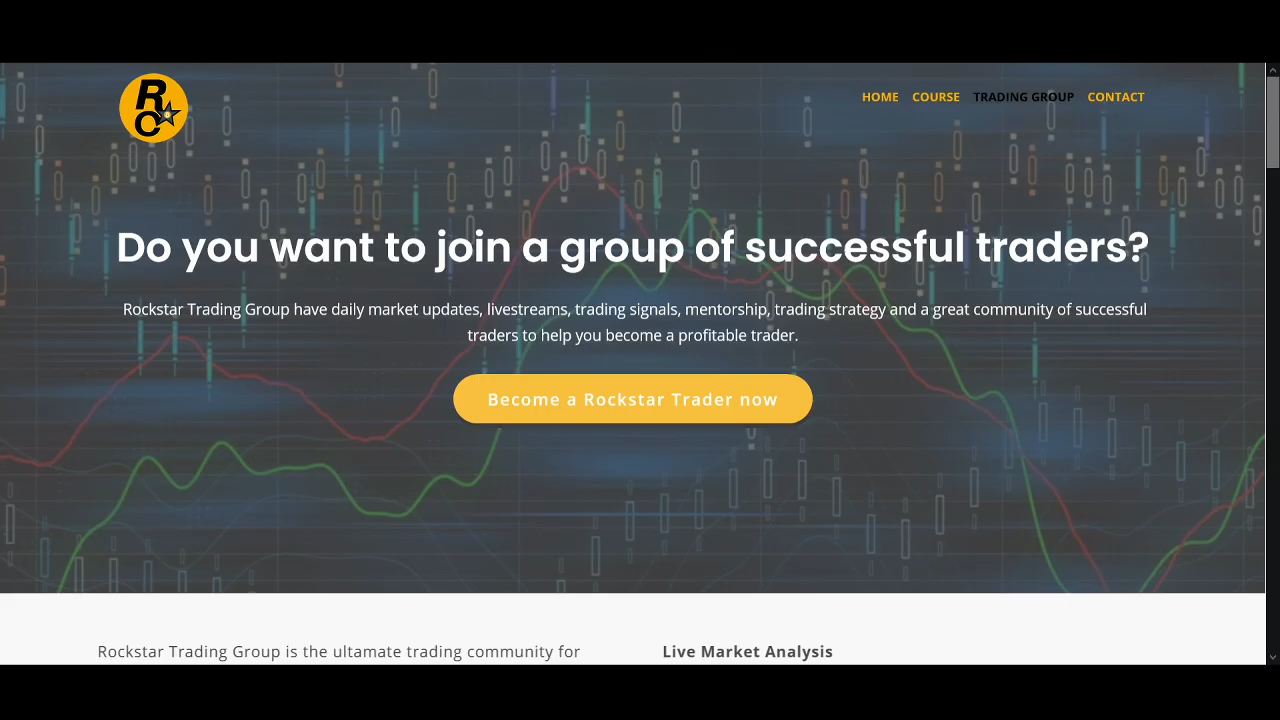 RC
HOME COURSE TRADING GROUP CONTACT
Do you want to join a group of successful traders?
Rockstar Trading Group have daily market updates, livestreams, trading signals, mentorship, trading strategy and a great community of successful
traders to help you become a profitable trader.
Become a Rockstar Trader now
Rockstar Trading Group is the ultamate trading community for
Live Market Analysis